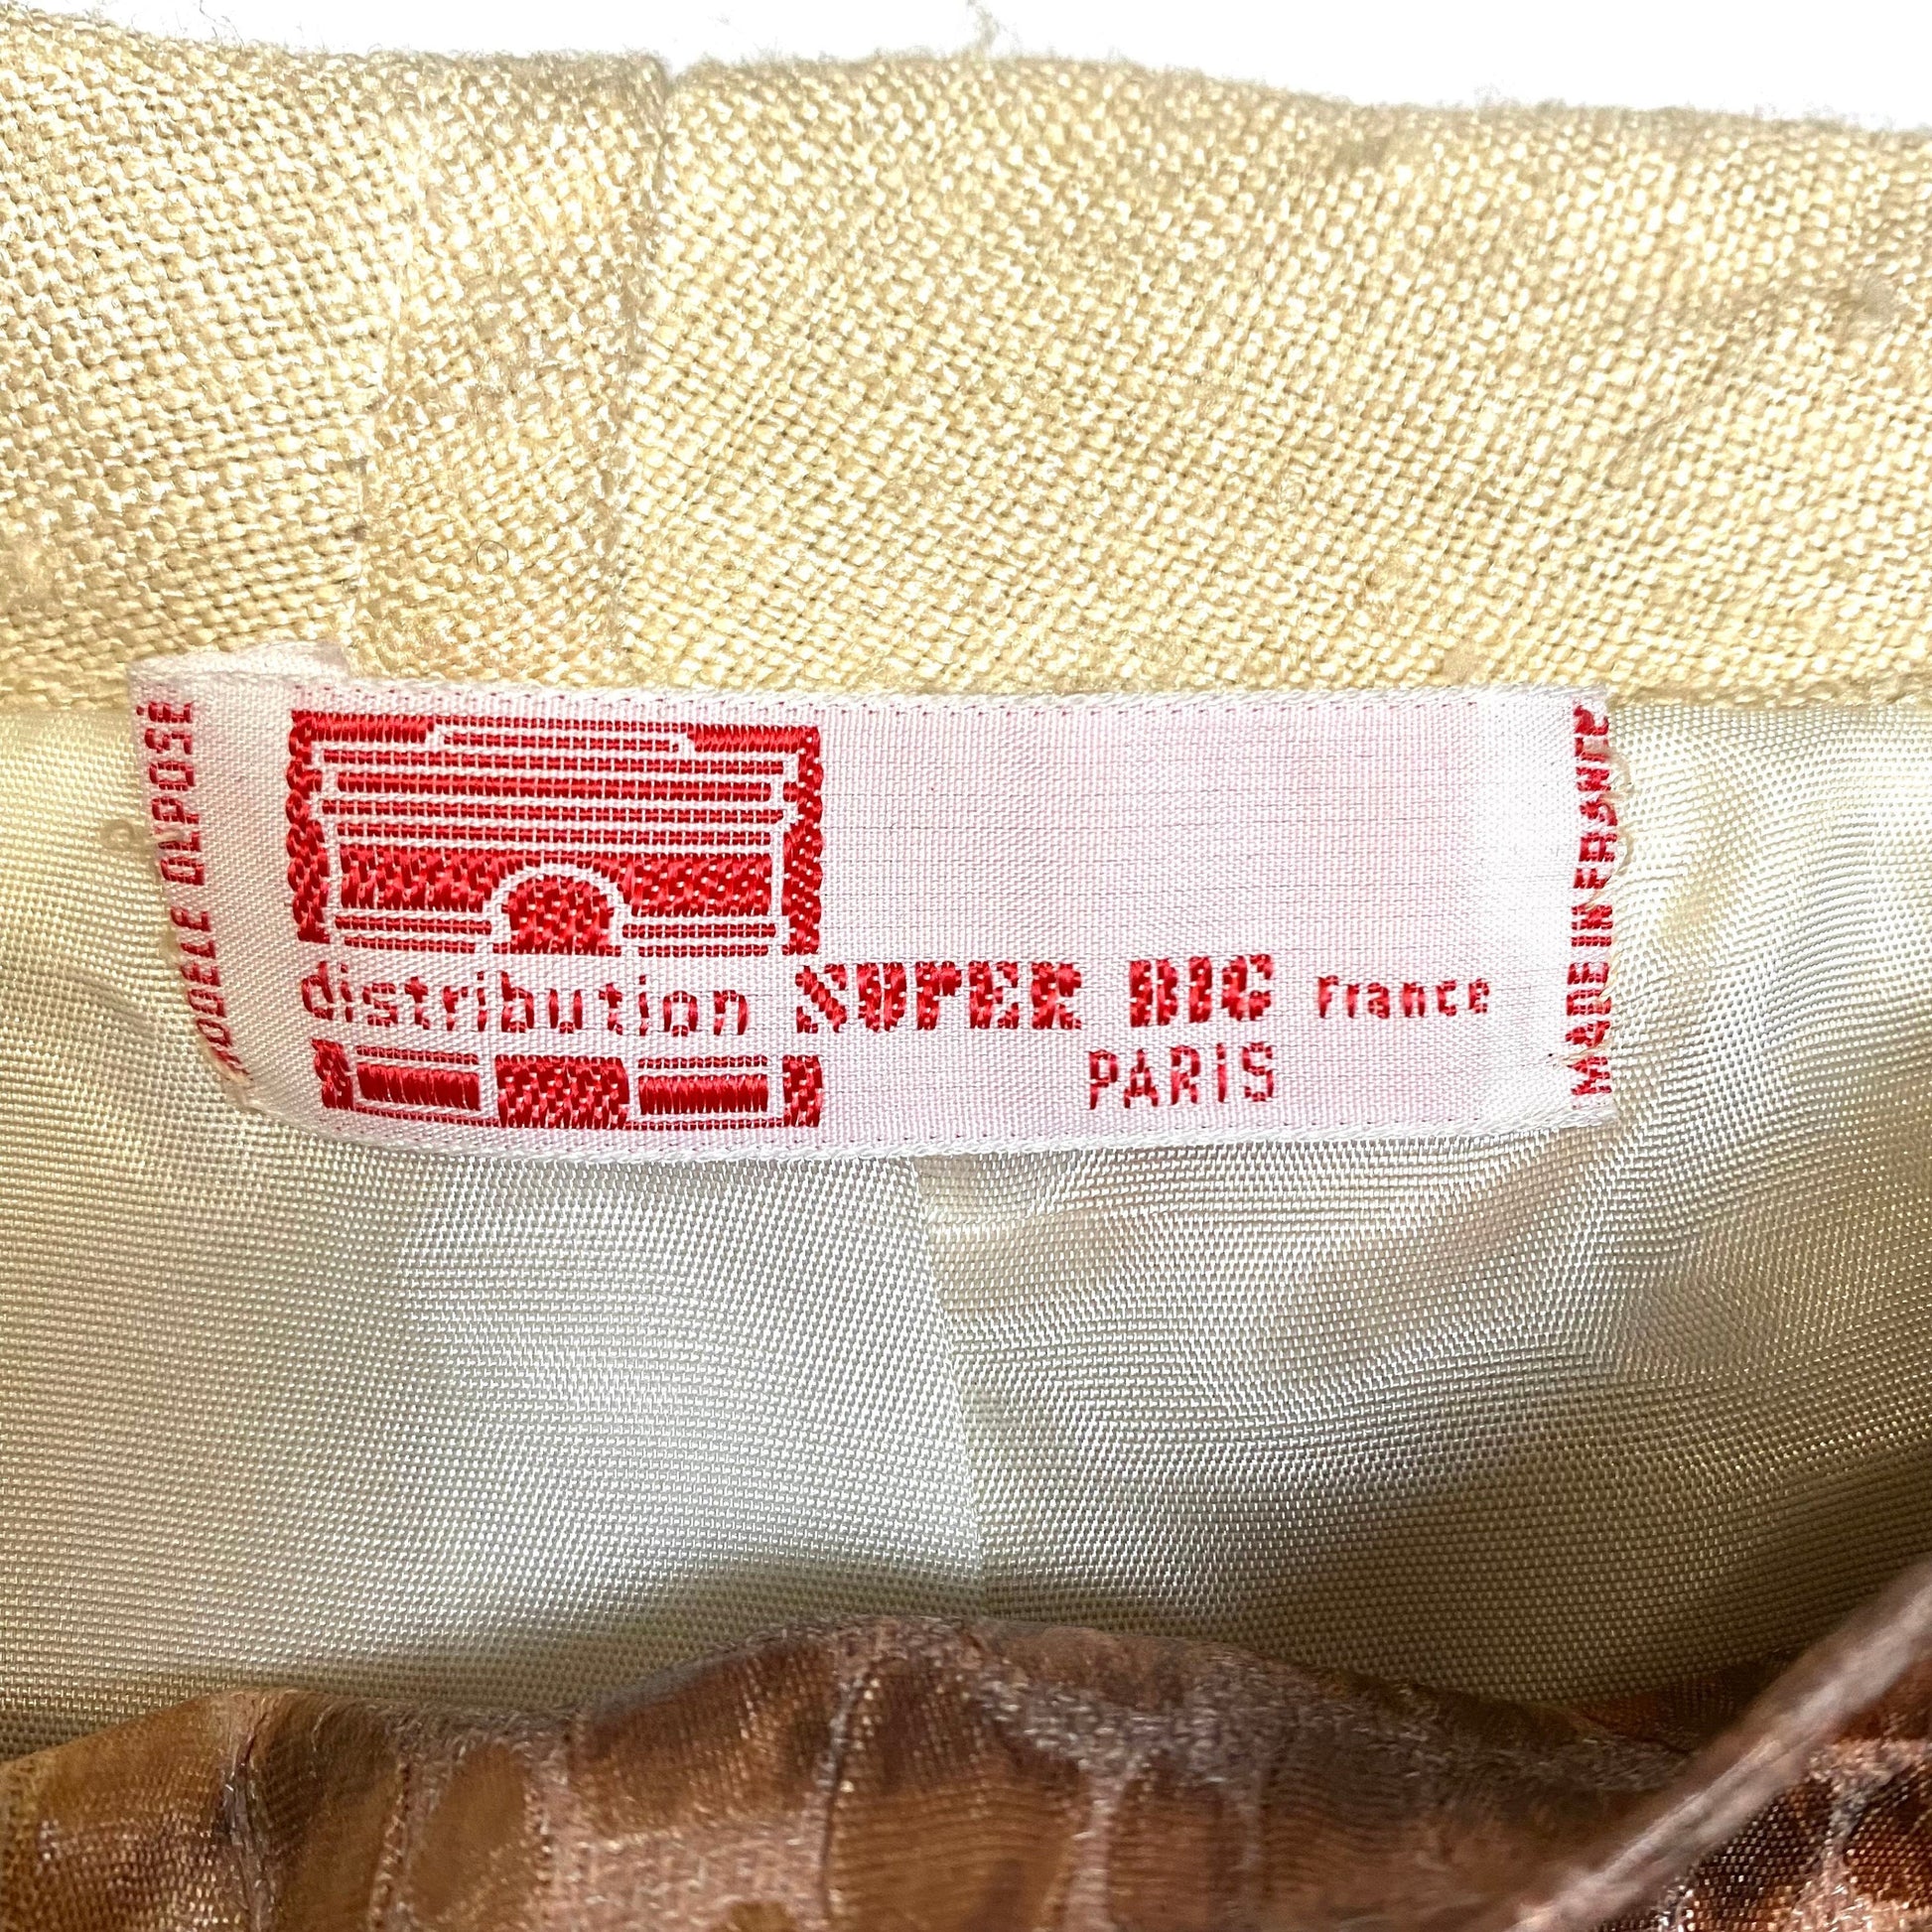 MODELE DEPOSE
distribution SUPER BIG france
PARIS
MADE IN FRANCE